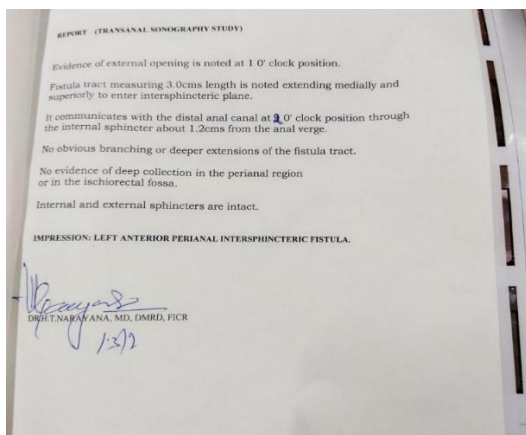 REPORT (TRANSANAL SONOGRAPHY STUDY)
Evidence of external opening is noted at 1 0' clock position.
Fistula tract measuring 3.0cms length is noted extending medially and
superiorly to enter intersphincteric plane.
It communicates with the distal anal canal at 0' clock position through
the internal sphincter about 1.2cms from the anal verge.
No obvious branching or deeper extensions of the fistula tract.
No evidence of deep collection in the perianal region
or in the ischiorectal fossa.
Internal and external sphincters are intact.
IMPRESSION: LEFT ANTERIOR PERIANAL INTERSPHINCTERIC FISTULA.
DR.H.T.NARAYANA, MD, DMRD, FICR